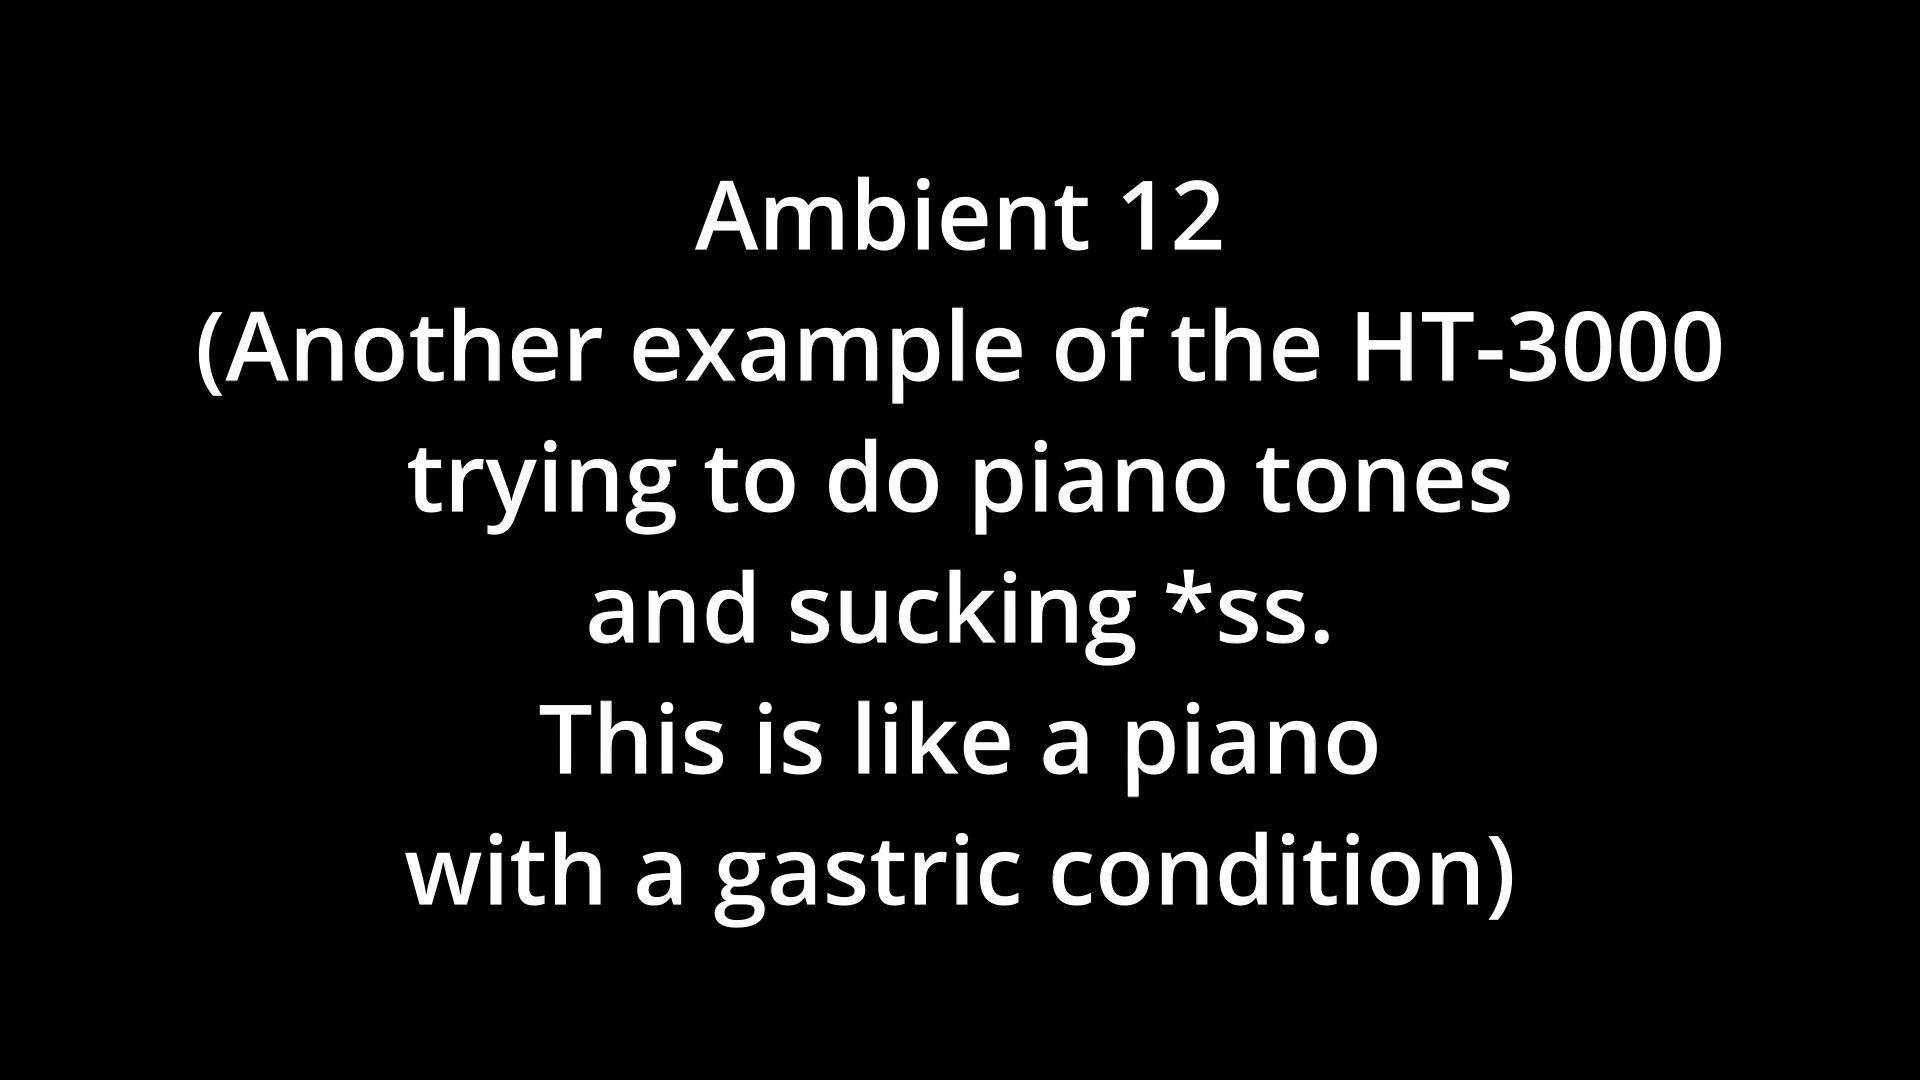 Ambient 12
(Another example of the HT-3000
trying to do piano tones
and sucking *ss.
This is like a piano
with a gastric condition)